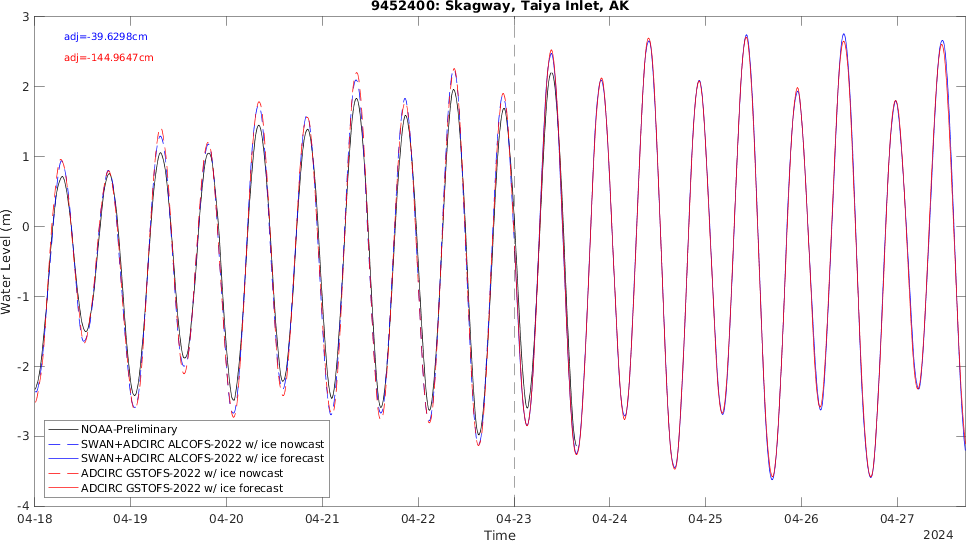 9452400: Skagway, Taiya Inlet, AK
adj=-39.6298cm
adj=-144.9647cm
Water Level (m)
3
2
1
0
-1
-2
-3
-4
NOAA-Preliminary
SWAN+ADCIRC ALCOFS-2022 w/ ice nowcast
SWAN+ADCIRC ALCOFS-2022 w/ ice forecast
ADCIRC GSTOFS-2022 w/ ice nowcast
ADCIRC GSTOFS-2022 w/ ice forecast
04-18 04-19 04-20 04-21 04-22 04-23 04-24 04-25 04-26 04-27
Time
2024